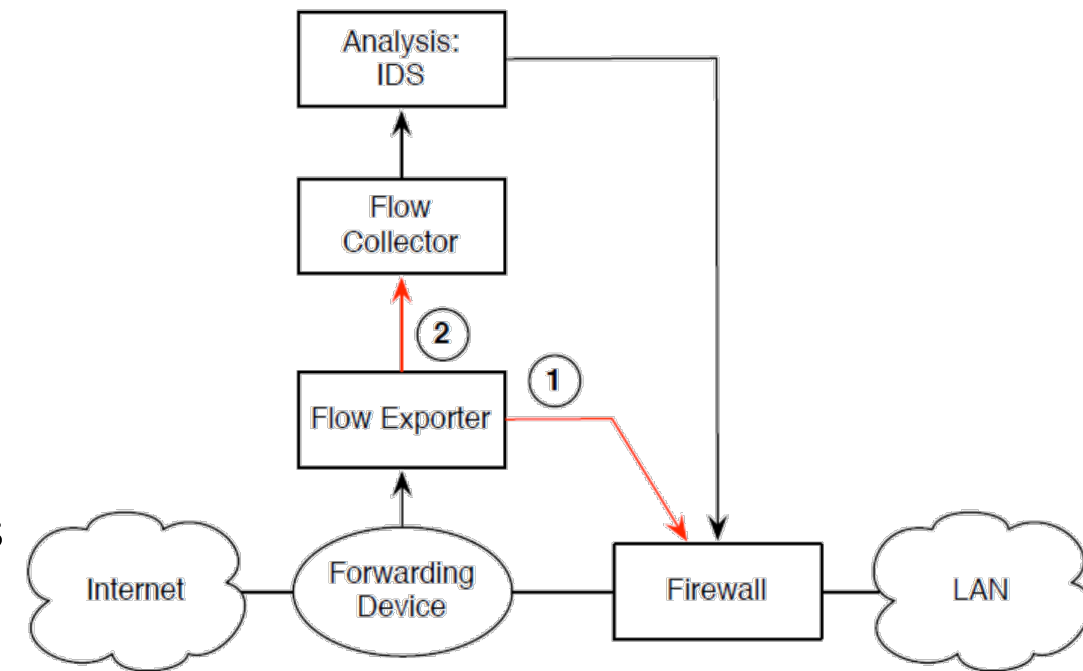 Analysis:
IDS
Flow
Collector
2
1
Flow Exporter
s
Internet
Forwarding
Device
Firewall
LAN